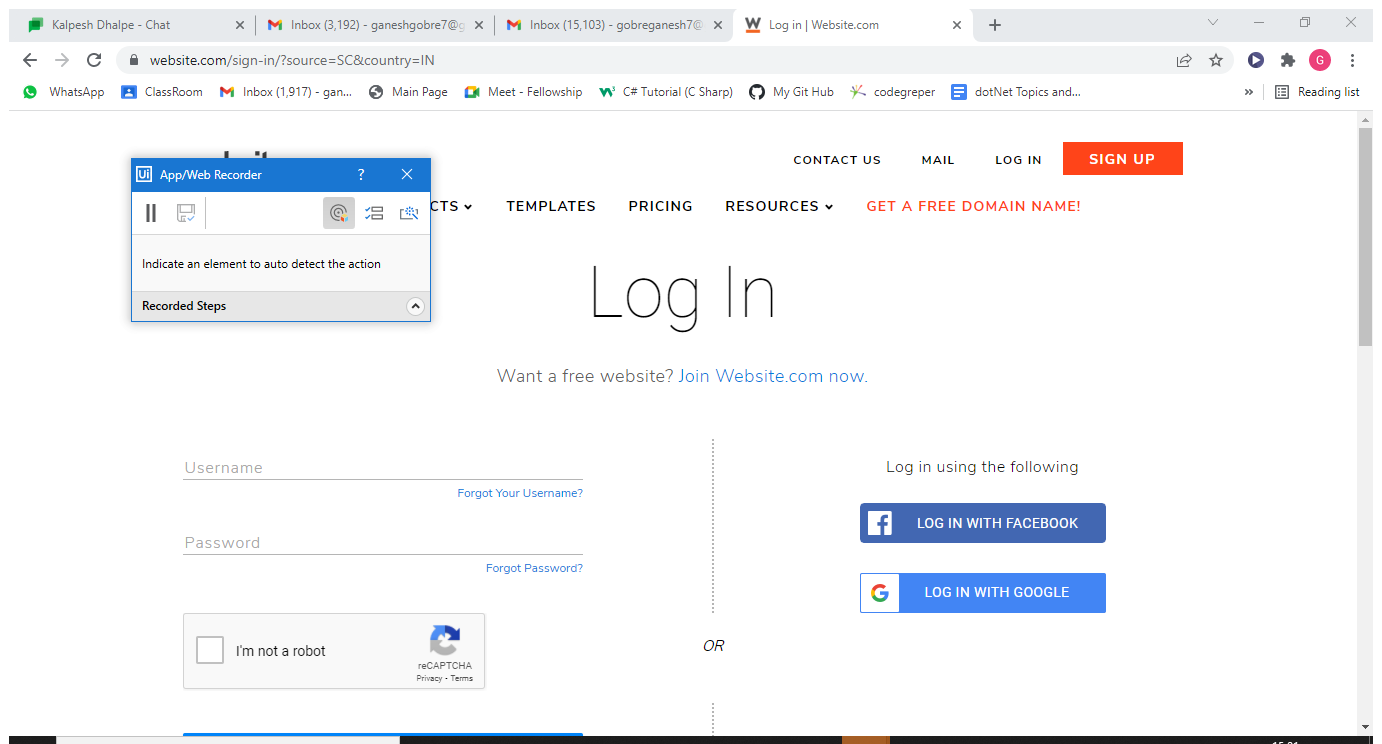 Kalpesh Dhalpe - Chat
Inbox (3,192) - ganeshgobre7@g
Inbox (15,103) - gobreganesh7@
Log in | Website.com
website.com/sign-in/?source=SC&country=IN
G
WhatsApp
ClassRoom
Inbox (1,917) - gan...
Main Page
Meet - Fellowship
C# Tutorial (C Sharp)
My Git Hub
codegreper
dotNet Topics and...
»
Reading list
CONTACT US
MAIL
LOG IN
SIGN UP
Ui App/Web Recorder ?
CTS
TEMPLATES
PRICING
RESOURCES
GET A FREE DOMAIN NAME!
Indicate an element to auto detect the action
Recorded Steps
Log In
Want a free website? Join Website.com now.
Username
Forgot Your Username?
Password
Forgot Password?
I'm not a robot
reCAPTCHA
Privacy - Terms
OR
Log in using the following
LOG IN WITH FACEBOOK
LOG IN WITH GOOGLE